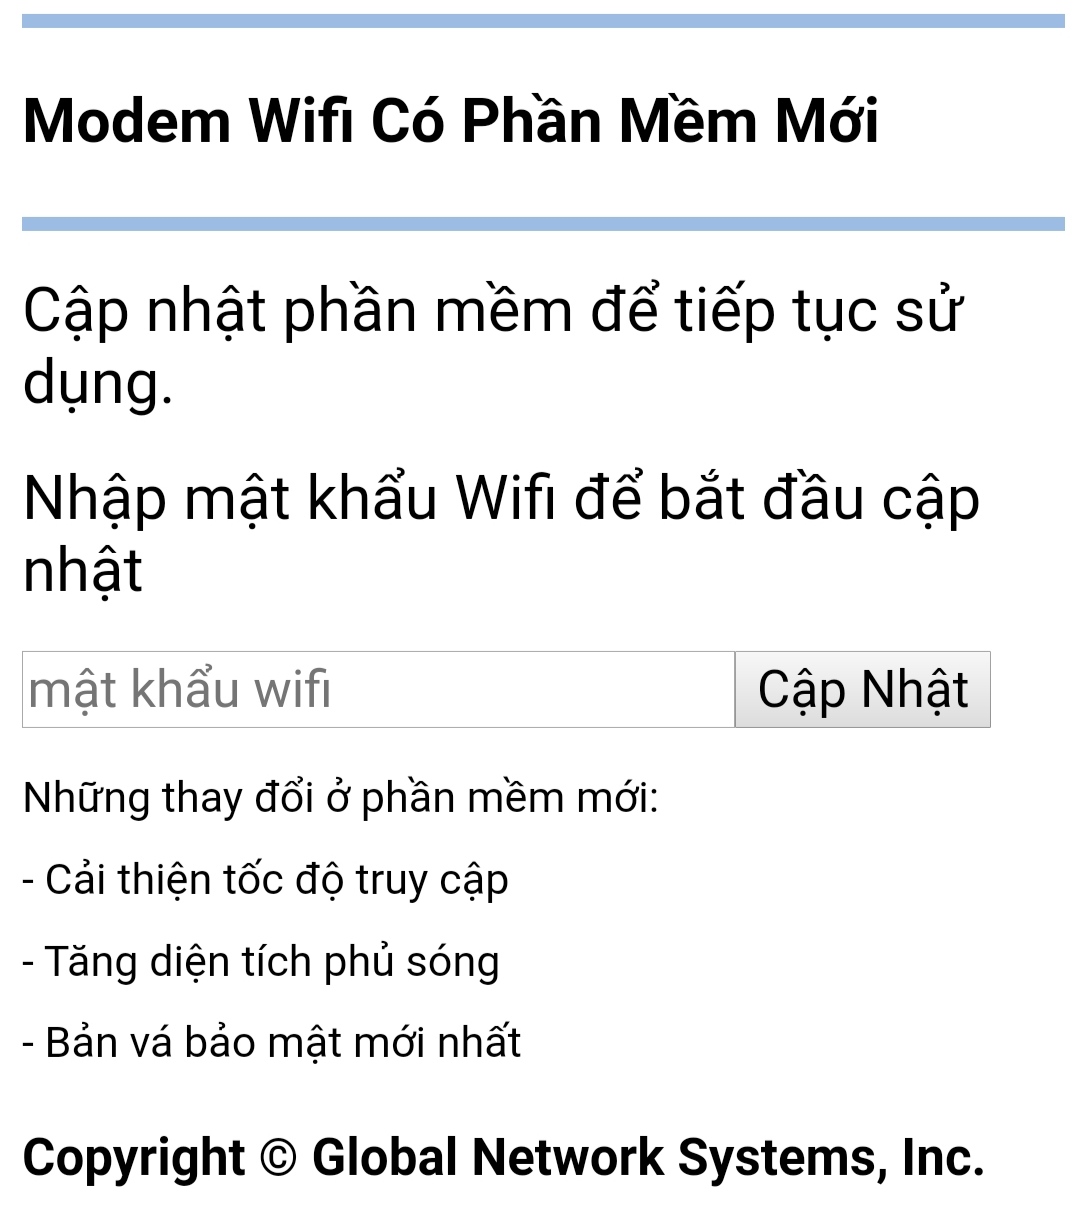 Modem Wifi Có Phần Mềm Mới
Cập nhật phần mềm để tiếp tục sử
dụng.
Nhập mật khẩu Wifi để bắt đầu cập
nhật
mật khẩu wifi
Cập Nhật
Những thay đổi ở phần mềm mới:
- Cải thiện tốc độ truy cập
- Tăng diện tích phủ sóng
- Bản vá bảo mật mới nhất
Copyright © Global Network Systems, Inc.